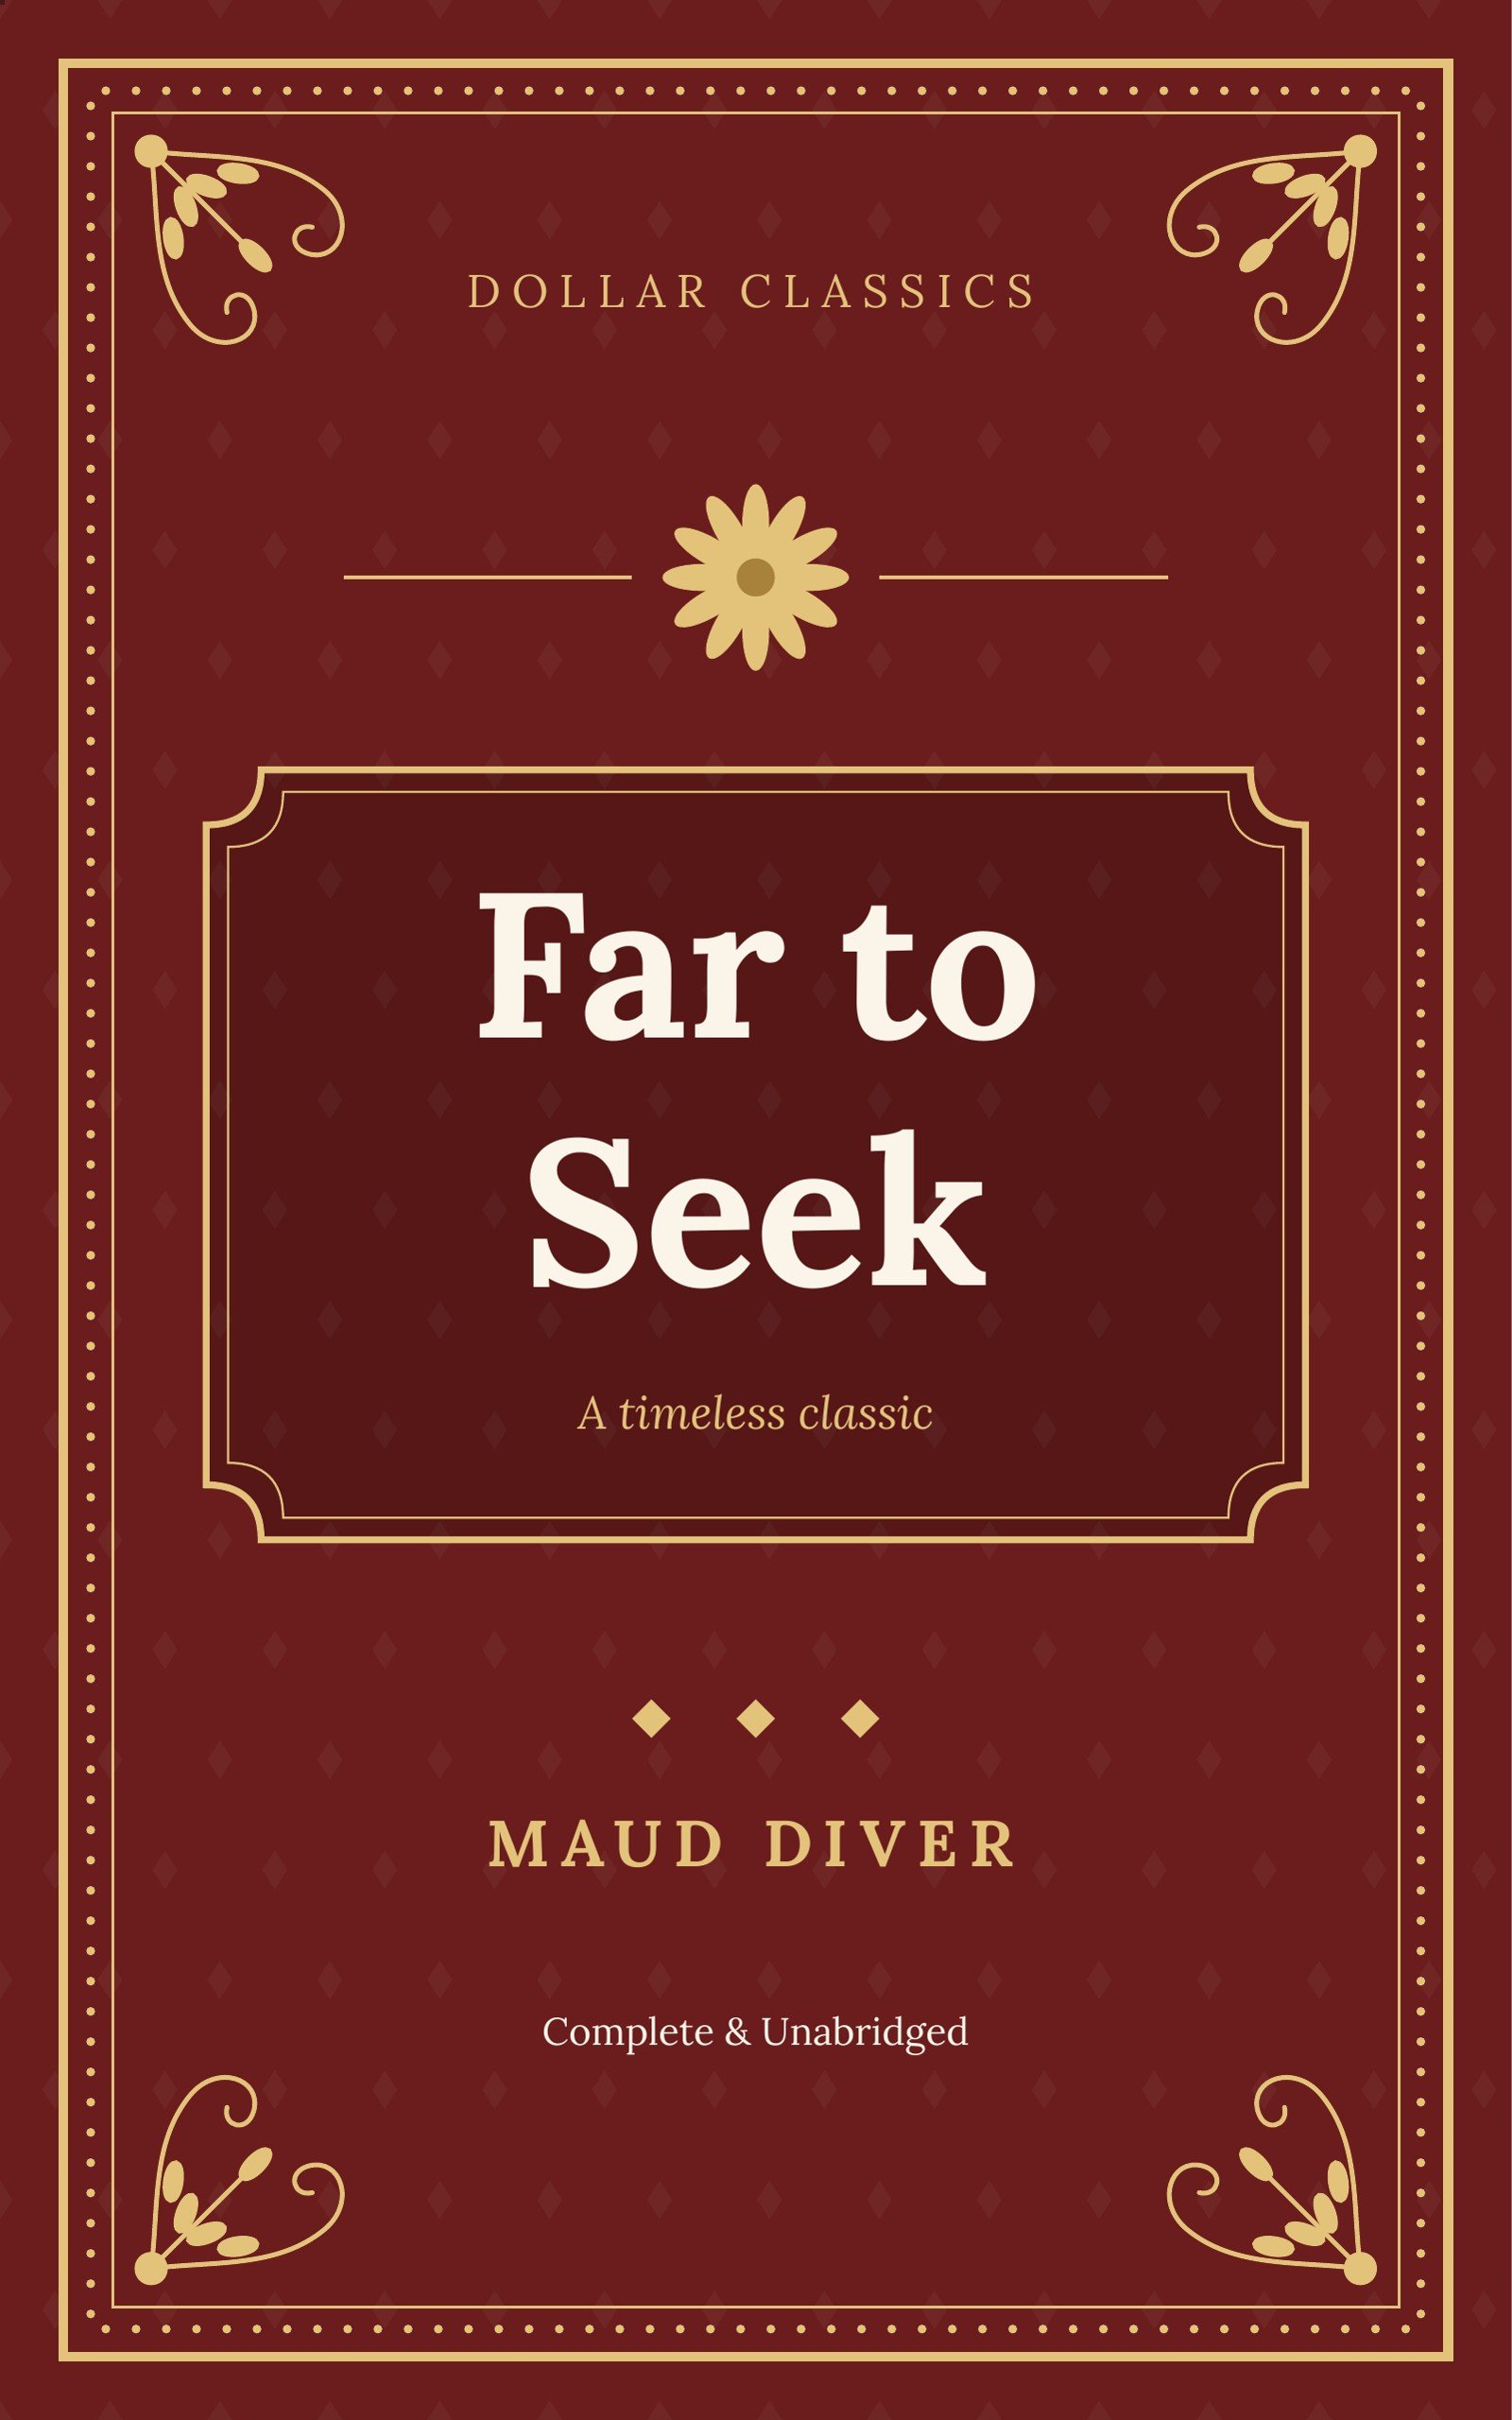 DOLLAR CLASSICS
Far to
Seek
A timeless classic
MAUD DIVER
Complete & Unabridged